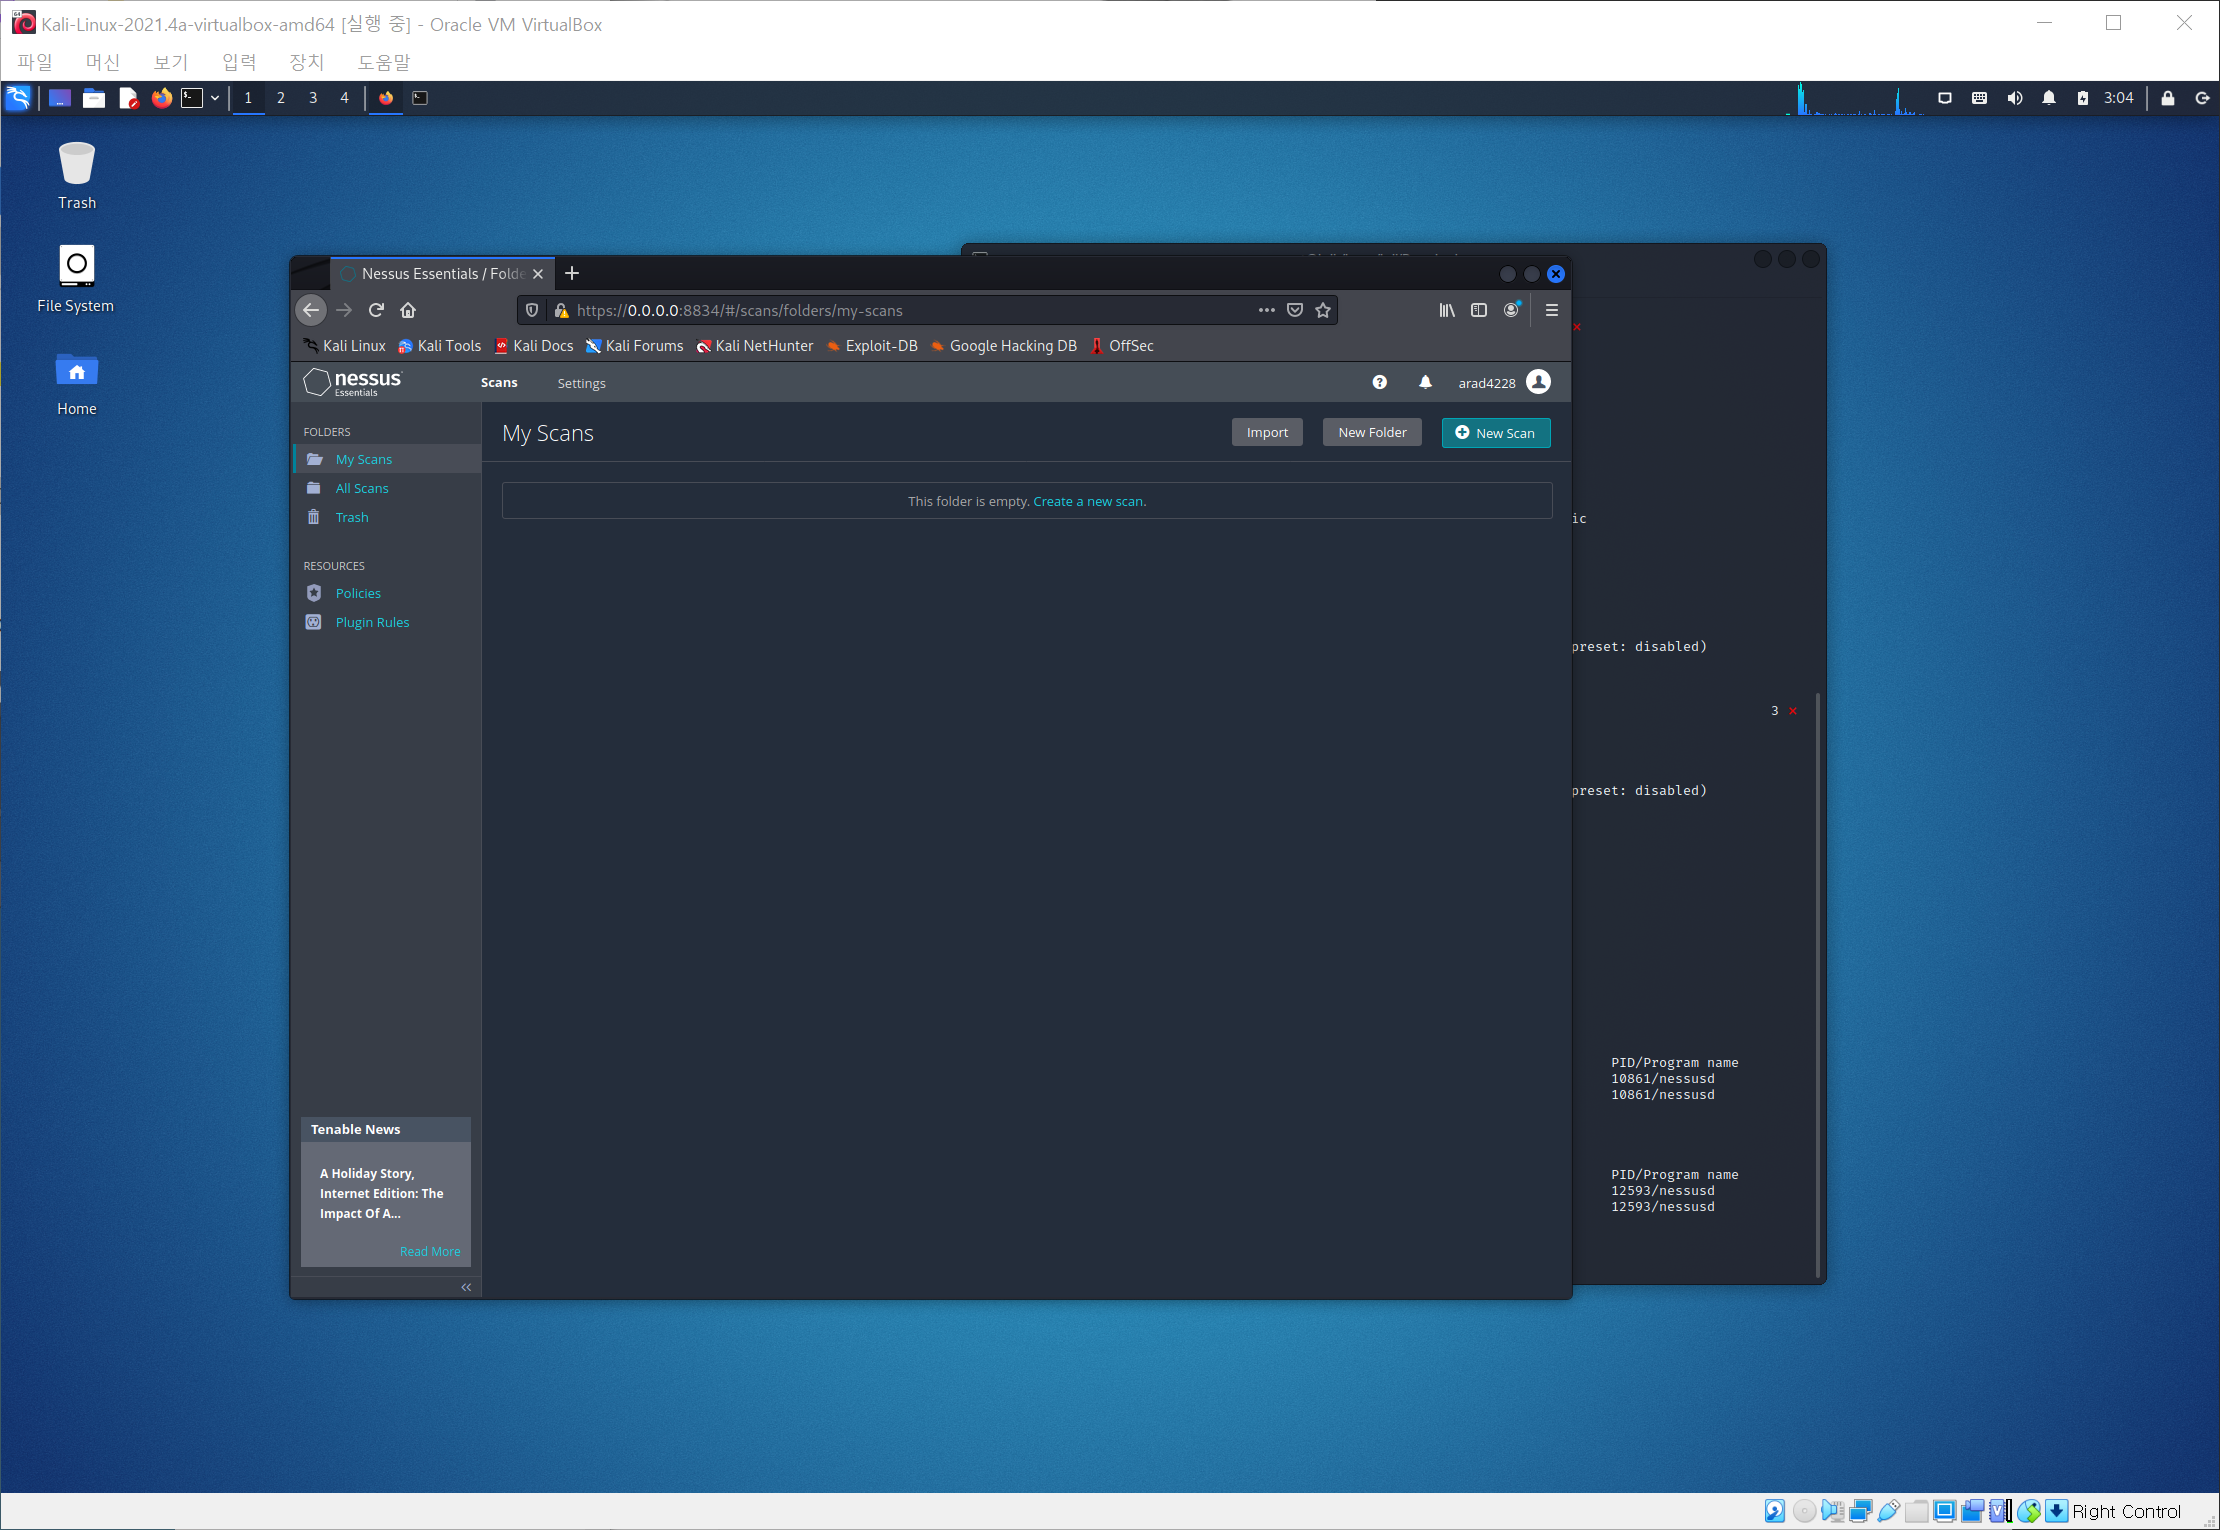 Kali-Linux-2021.4a-virtualbox-amd64 [실행 중] - Oracle VM VirtualBox
파일 머신 보기 입력 장치 도움말
1 2 3 4 3:04
Trash
File System
Home
Nessus Essentials / Folde
https://0.0.0.0:8834/#/scans/folders/my-scans
Kali Linux Kali Tools Kali Docs Kali Forums Kali NetHunter Exploit-DB Google Hacking DB OffSec
nessus Essentials Scans Settings arad4228
FOLDERS
My Scans
All Scans
Trash
RESOURCES
Policies
Plugin Rules
My Scans Import New Folder New Scan
This folder is empty. Create a new scan.
Tenable News
A Holiday Story,
Internet Edition: The
Impact Of A...
Read More
ic
preset: disabled)
3
preset: disabled)
PID/Program name
10861/nessusd
10861/nessusd
PID/Program name
12593/nessusd
12593/nessusd
Right Control